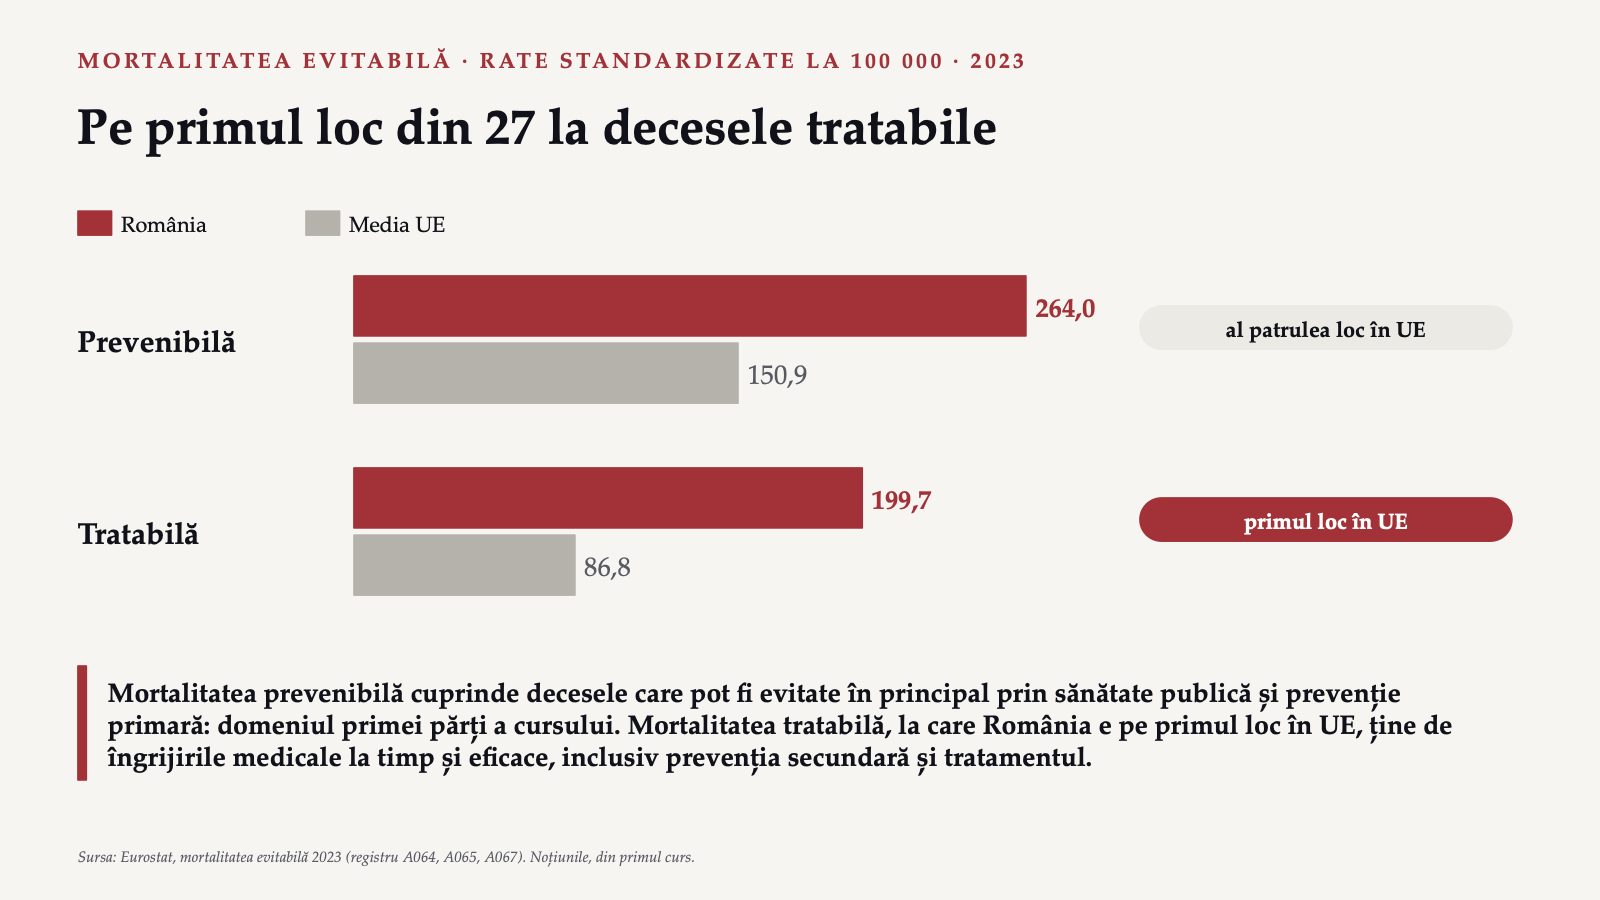 MORTALITATEA EVITABILĂ · RATE STANDARDIZATE LA 100 000 · 2023
Pe primul loc din 27 la decesele tratabile
România
Media UE
Prevenibilă
264,0
150,9
al patrulea loc în UE
Tratabilă
199,7
86,8
primul loc în UE
Mortalitatea prevenibilă cuprinde decesele care pot fi evitate în principal prin sănătate publică și prevenție
primară: domeniul primei părți a cursului. Mortalitatea tratabilă, la care România e pe primul loc în UE, ține de
îngrijirile medicale la timp și eficace, inclusiv prevenția secundară și tratamentul.
Sursa: Eurostat, mortalitatea evitabilă 2023 (registru A064, A065, A067). Noțiunile, din primul curs.